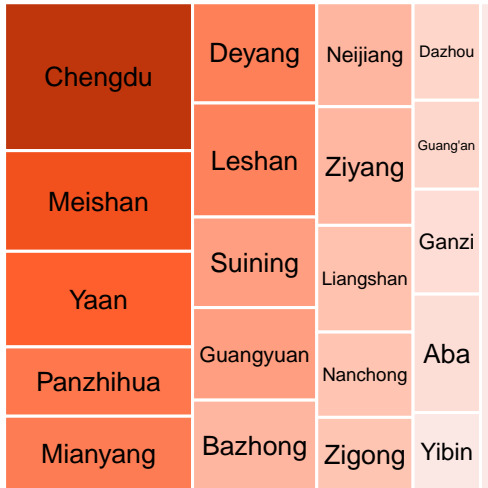 Chengdu
Meishan
Yaan
Panzhihua
Mianyang
Deyang
Leshan
Suining
Guangyuan
Bazhong
Neijiang
Ziyang
Liangshan
Nanchong
Zigong
Dazhou
Guang'an
Ganzi
Aba
Yibin